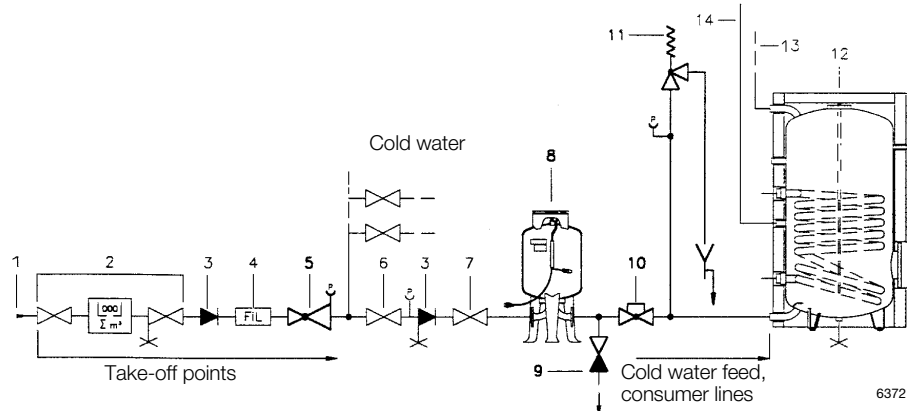 14
11
13
12
P
Cold water
8
1
2
3
4
5
P
6
P
3
7
10
000
Σ m³
FiL
9
Take-off points
Cold water feed,
consumer lines
6372